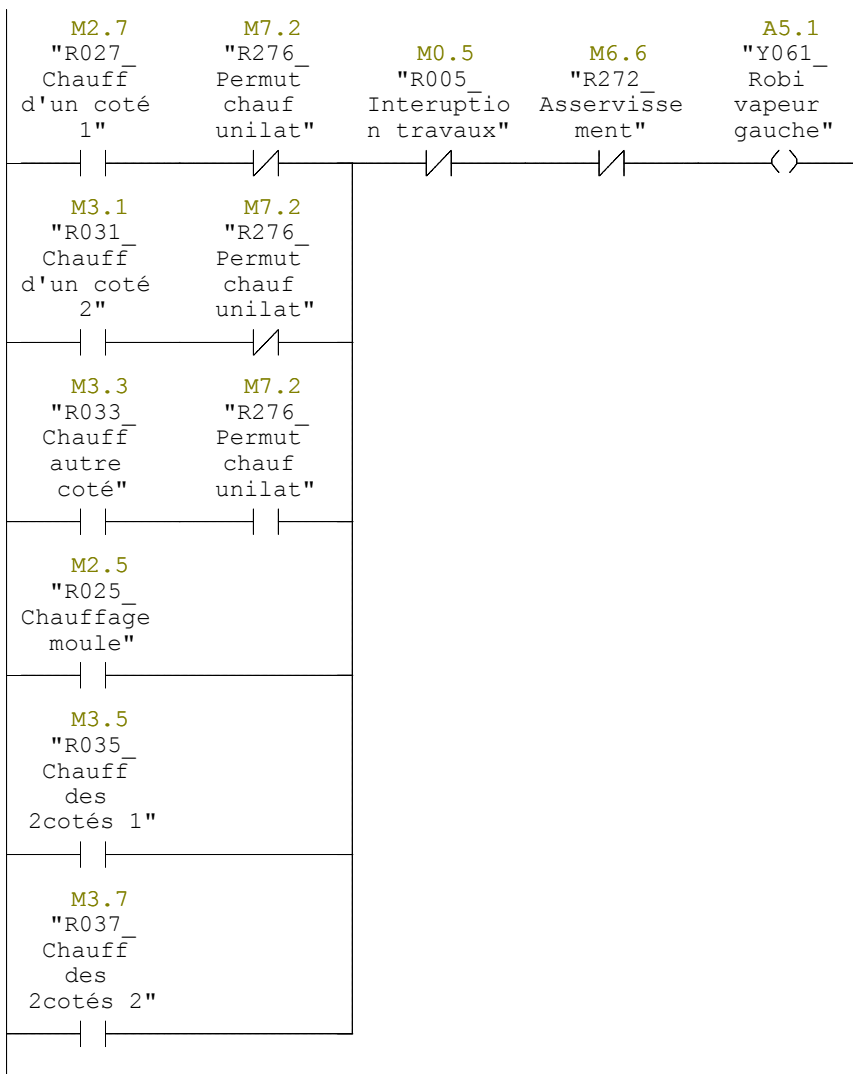 M2.7
"R027_
Chauff
d'un coté
1"
M7.2
"R276_
Permut
chauf
unilat"
M0.5
"R005_
Interuptio
n travaux"
M6.6
"R272_
Asservisse
ment"
A5.1
"Y061_
Robi
vapeur
gauche"
M3.1
"R031_
Chauff
d'un coté
2"
M7.2
"R276_
Permut
chauf
unilat"
M3.3
"R033_
Chauff
autre
coté"
M7.2
"R276_
Permut
chauf
unilat"
M2.5
"R025_
Chauffage
moule"
M3.5
"R035_
Chauff
des
2cotés 1"
M3.7
"R037_
Chauff
des
2cotés 2"